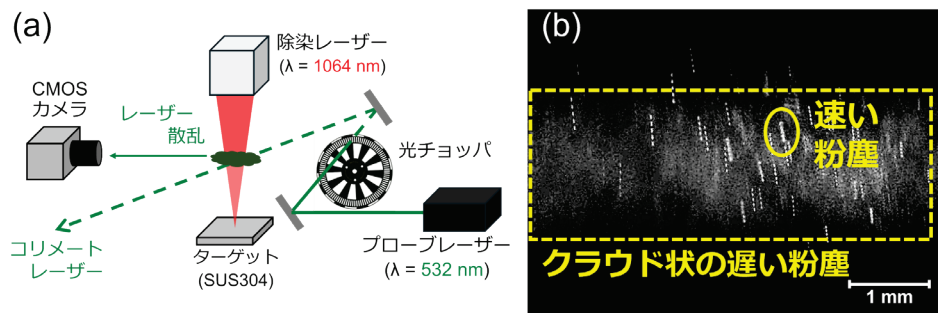 (a)
除染レーザー
(λ = 1064 nm)
CMOS
カメラ
レーザー
散乱
光チョッパ
コリメート
レーザー
ターゲット
(SUS304)
プローブレーザー
(λ = 532 nm)
(b)
速い
粉塵
クラウド状の遅い粉塵
1 mm